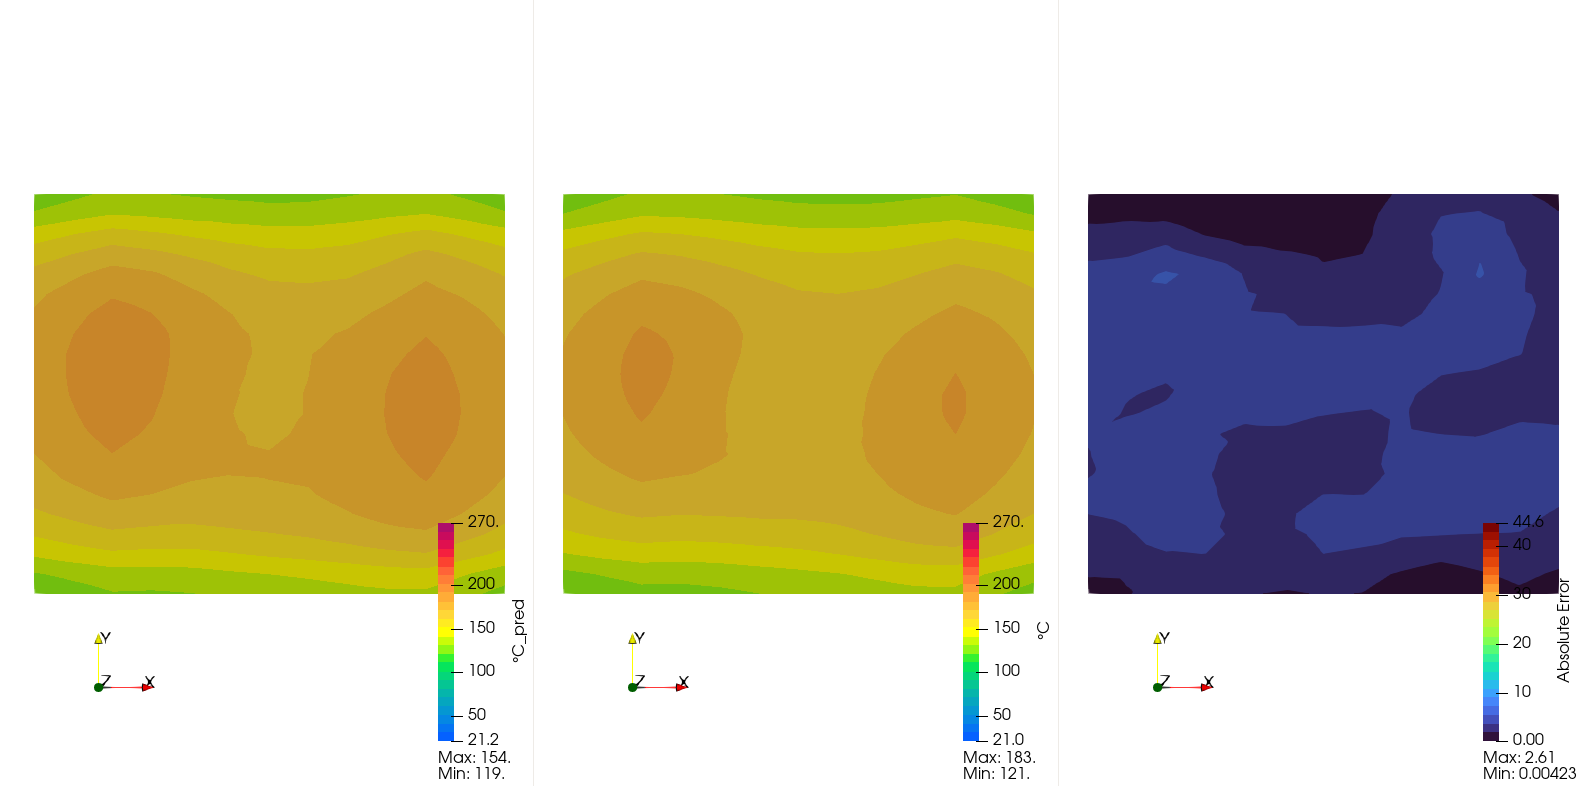 270.
200
150
100
50
21.2
°C_pred
Max: 154.
Min: 119.
Y
Z
X
270.
200
150
100
50
21.0
°C
Max: 183.
Min: 121.
Y
Z
X
44.6
40
30
20
10
0.00
Absolute Error
Max: 2.61
Min: 0.00423
Y
Z
X